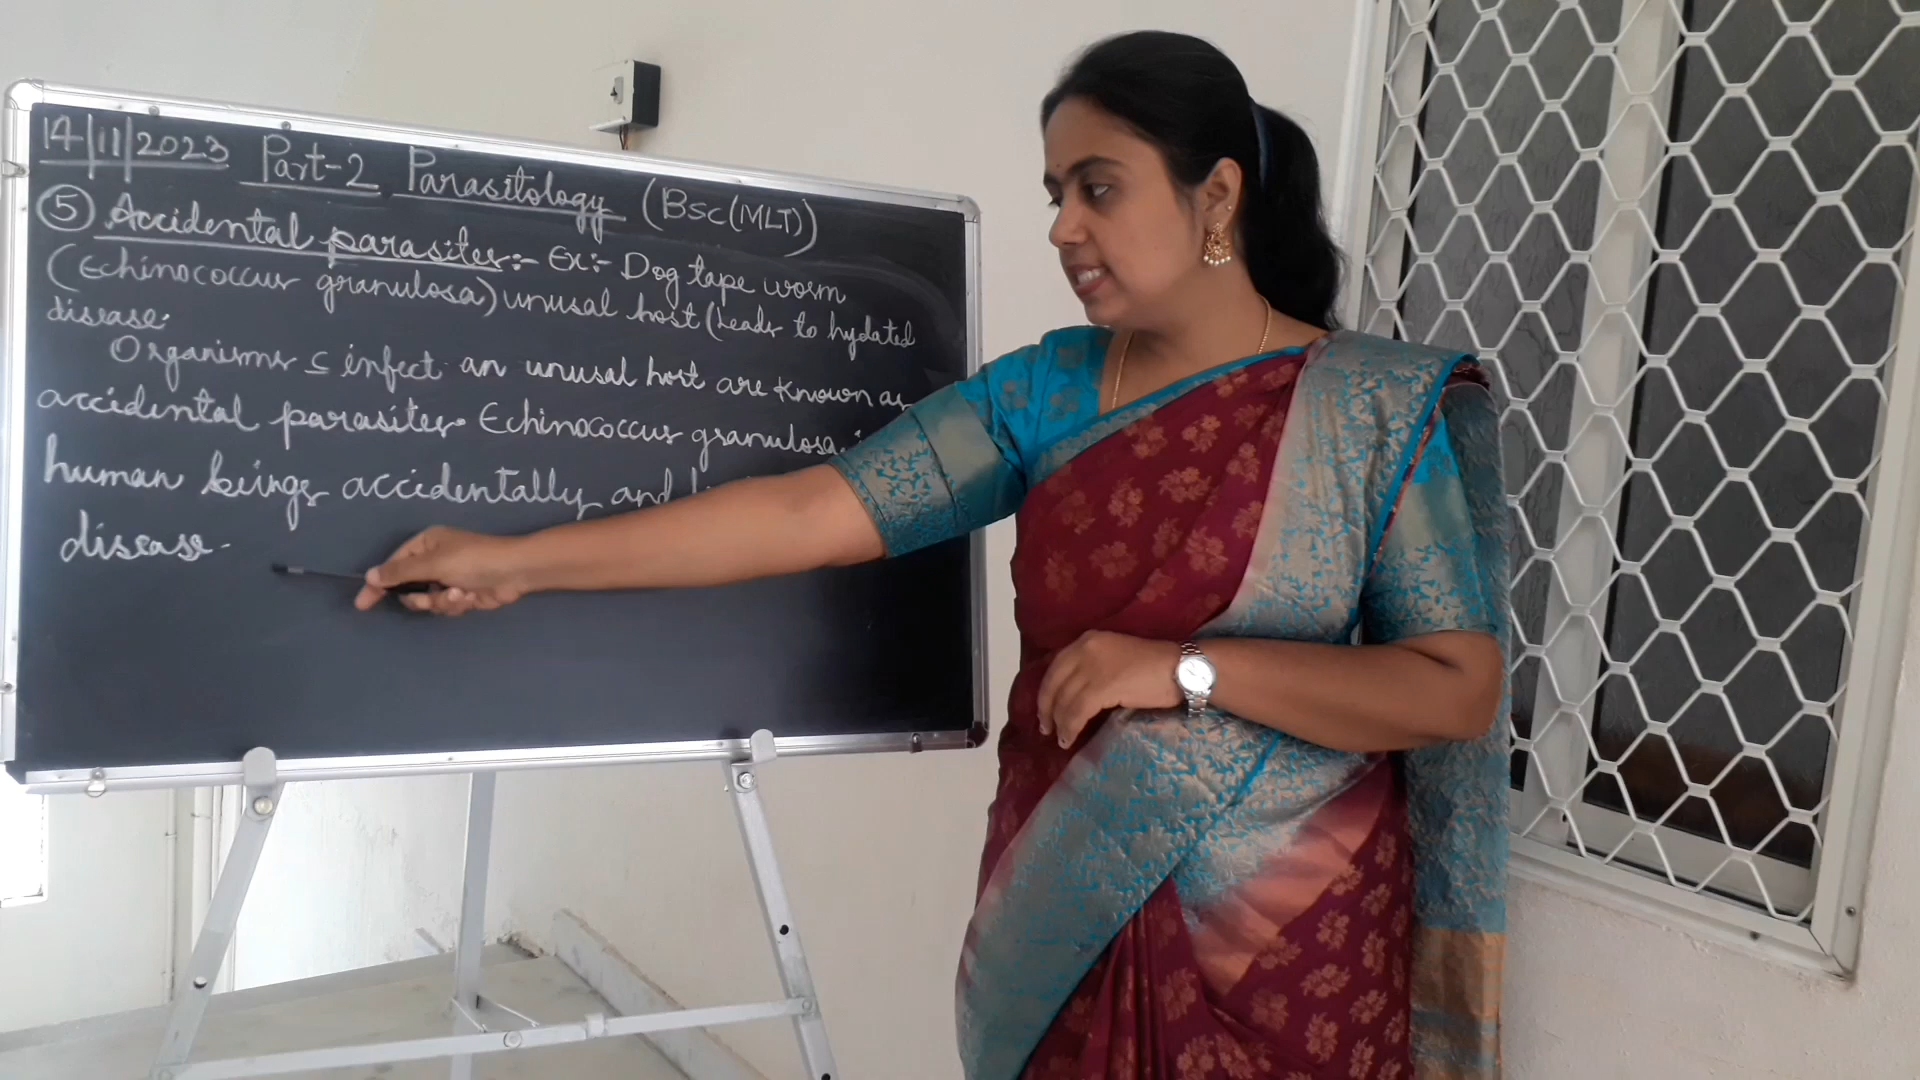 14/11/2023 Part-2 Parasitology (Bsc(MLT))
⑤ Accidental parasites:- Ex:- Dog tape worm
(Echinococcus granulosa) unusal host (Leads to hydated
disease.
Organisms c infect an unusal host are known as
accidental parasites. Echinococcus granulosa
human beings accidentally and
disease.